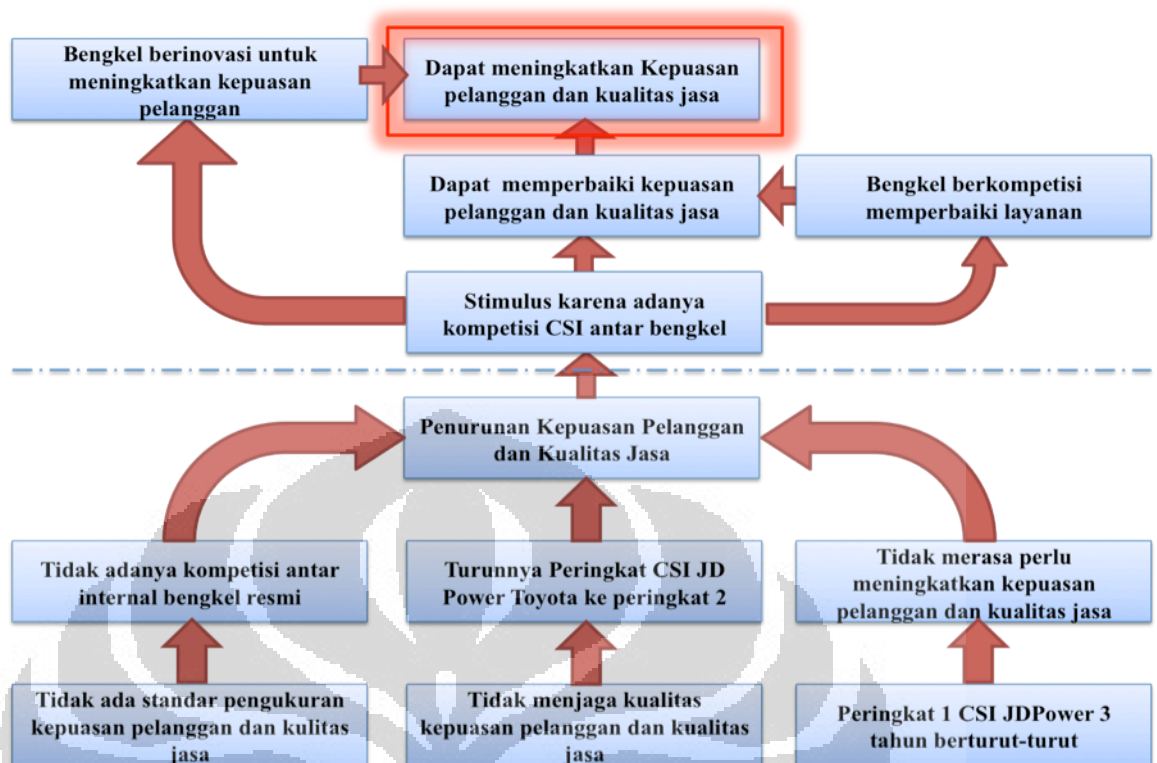 Bengkel berinovasi untuk
meningkatkan kepuasan
pelanggan
Dapat meningkatkan Kepuasan
pelanggan dan kualitas jasa
Dapat memperbaiki kepuasan
pelanggan dan kualitas jasa
Bengkel berkompetisi
memperbaiki layanan
Stimulus karena adanya
kompetisi CSI antar bengkel
Penurunan Kepuasan Pelanggan
dan Kualitas Jasa
Tidak adanya kompetisi antar
internal bengkel resmi
Turunnya Peringkat CSI JD
Power Toyota ke peringkat 2
Tidak merasa perlu
meningkatkan kepuasan
pelanggan dan kualitas jasa
Tidak ada standar pengukuran
kepuasan pelanggan dan kulitas
jasa
Tidak menjaga kualitas
kepuasan pelanggan dan kualitas
jasa
Peringkat 1 CSI JDPower 3
tahun berturut-turut